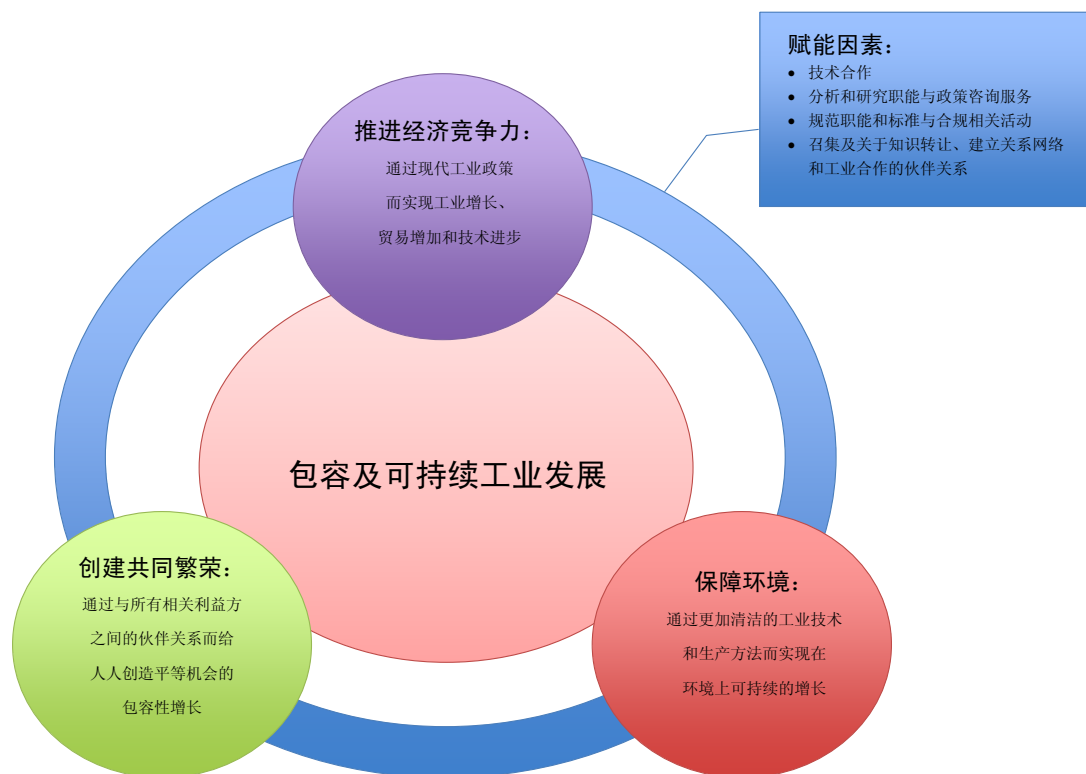 赋能因素：
• 技术合作
• 分析和研究职能与政策咨询服务
• 规范职能和标准与合规相关活动
• 召集及关于知识转让、建立关系网络
和工业合作的伙伴关系
推进经济竞争力：
通过现代工业政策
而实现工业增长、
贸易增加和技术进步
包容及可持续工业发展
创建共同繁荣：
通过与所有相关利益方
之间的伙伴关系而给
人人创造平等机会的
包容性增长
保障环境：
通过更加清洁的工业技术
和生产方法而实现在
环境上可持续的增长